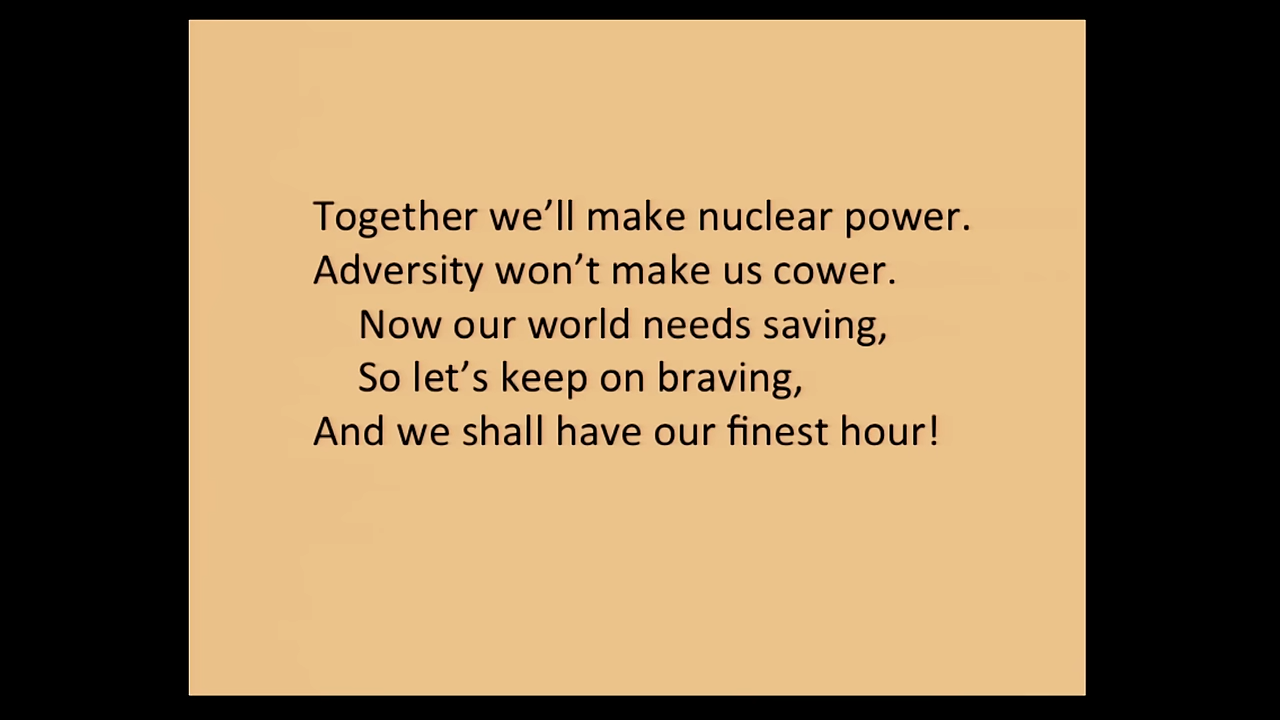 Together we’ll make nuclear power.
Adversity won’t make us cower.
Now our world needs saving,
So let’s keep on braving,
And we shall have our finest hour!